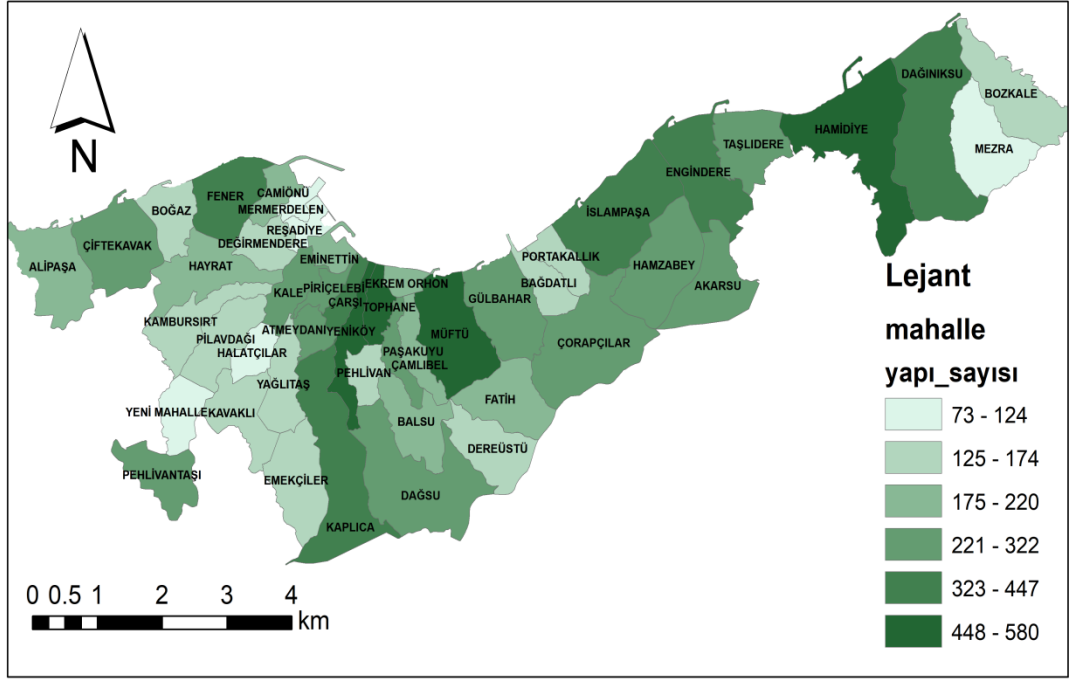 N
DAĞINIKSU
BOZKALE
HAMİDİYE
MEZRA
TAŞLIDERE
ENGİNDERE
FENER
CAMİÖNÜ
BOĞAZ
MERMERDELEN
İSLAMPAŞA
REŞADİYE
ÇİFTEKAVAK
DEĞİRMENDERE
ALİPAŞA
HAYRAT
EMİNETTİN
PORTAKALLIK
HAMZABEY
BAĞDATLI
AKARSU
KALE
PİRİÇELEBİ
EKREM ORHON
GÜLBAHAR
ÇARŞI
TOPHANE
KAMBURSIRT
ATMEYDANI
YENİKÖY
MÜFTÜ
PİLAVDAĞI
ÇORAPÇILAR
HALATÇILAR
PAŞAKUYU
ÇAMLIBEL
PEHLİVAN
YAĞLITAŞ
FATİH
YENİ MAHALLE
KAVAKLI
BALSU
DEREÜSTÜ
PEHLİVANTAŞI
EMEKÇİLER
DAĞSU
KAPLICA
0 0.5 1 2 3 4
km
Lejant
mahalle
yapı_sayısı
73 - 124
125 - 174
175 - 220
221 - 322
323 - 447
448 - 580